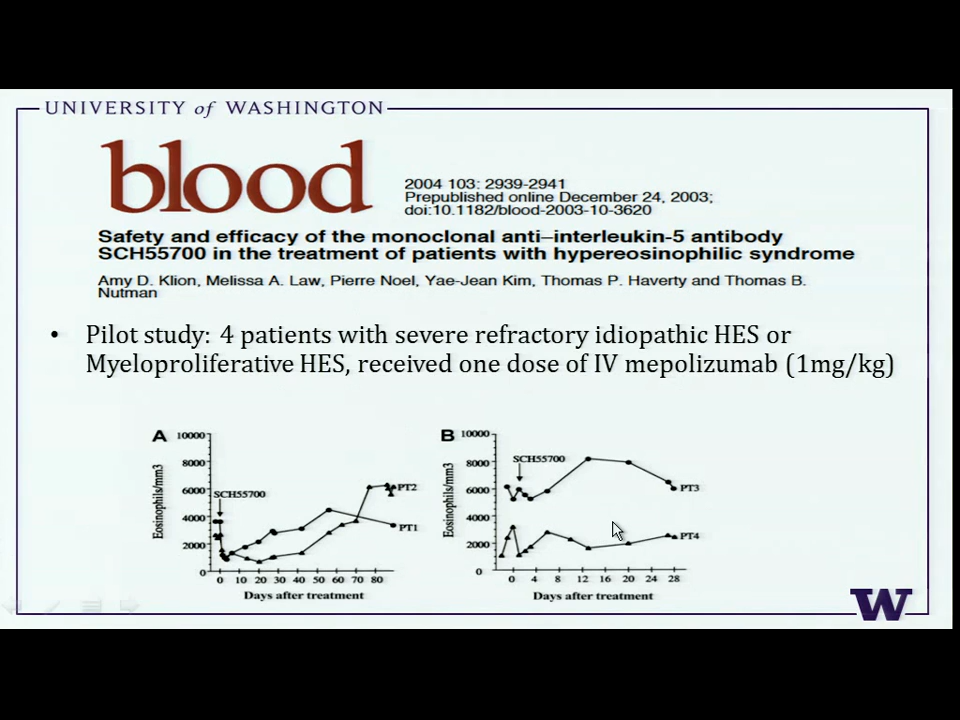 UNIVERSITY of WASHINGTON
blood
2004 103: 2939-2941
Prepublished online December 24, 2003;
doi:10.1182/blood-2003-10-3620
Safety and efficacy of the monoclonal anti–interleukin-5 antibody
SCH55700 in the treatment of patients with hypereosinophilic syndrome
Amy D. Klion, Melissa A. Law, Pierre Noel, Yae-Jean Kim, Thomas P. Haverty and Thomas B.
Nutman
• Pilot study: 4 patients with severe refractory idiopathic HES or
Myeloproliferative HES, received one dose of IV mepolizumab (1mg/kg)
A
Eosinophils/mm3
10000
8000
6000
4000
2000
0
SCH55700
PT2
PT1
0 10 20 30 40 50 60 70 80
Days after treatment
B
Eosinophils/mm3
10000
8000
6000
4000
2000
0
SCH55700
PT3
PT4
0 4 8 12 16 20 24 28
Days after treatment
W